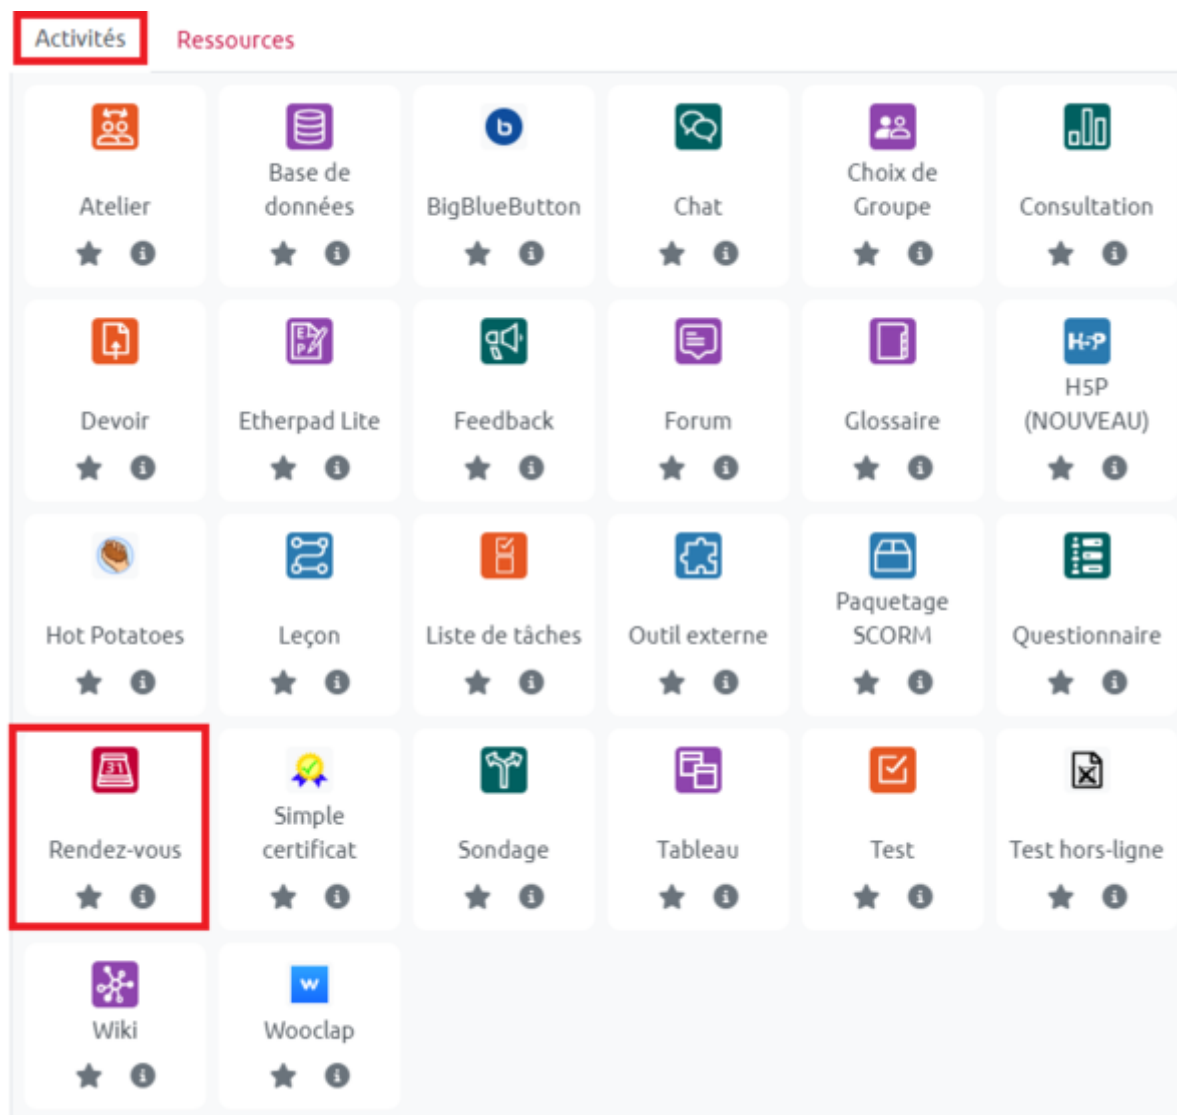 Activités Ressources
Base de
Choix de
Atelier données BigBlueButton Chat Groupe Consultation
H5P
Devoir Etherpad Lite Feedback Forum Glossaire (NOUVEAU)
Paquetage
Hot Potatoes Leçon Liste de tâches Outil externe SCORM Questionnaire
31
Simple
Rendez-vous certificat Sondage Tableau Test Test hors-ligne
W
Wiki Wooclap